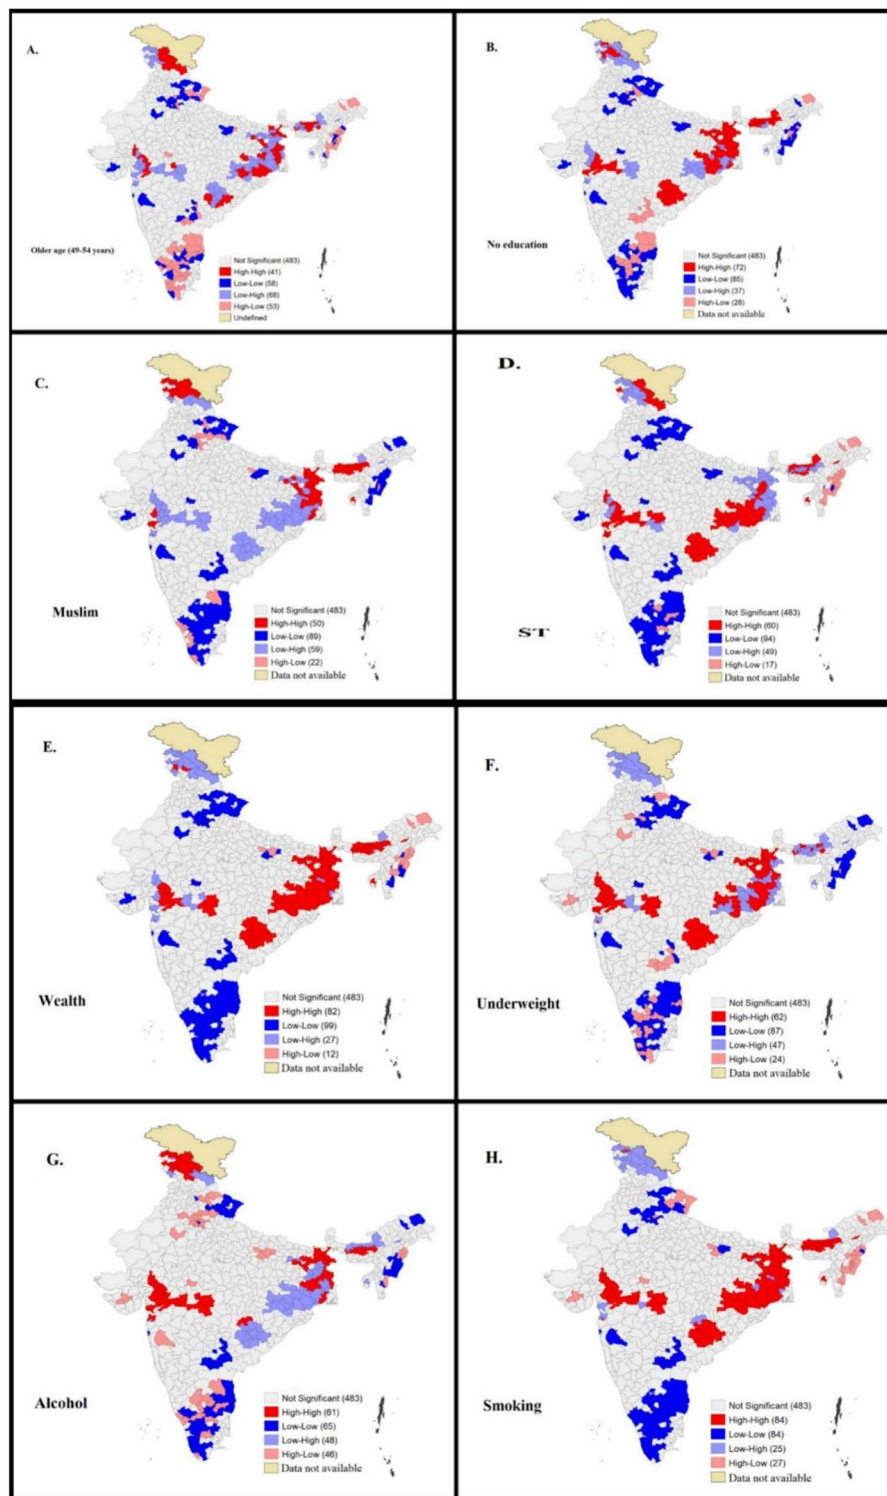 A.
Older age (49-54 years)
Not Significant (483)
High-High (41)
Low-Low (58)
Low-High (68)
High-Low (53)
Undefined
B.
No education
Not Significant (483)
High-High (72)
Low-Low (85)
Low-High (37)
High-Low (26)
Data not available
C.
Muslim
Not Significant (483)
High-High (50)
Low-Low (89)
Low-High (59)
High-Low (22)
Data not available
D.
ST
Not Significant (483)
High-High (60)
Low-Low (94)
Low-High (49)
High-Low (17)
Data not available
E.
Wealth
Not Significant (483)
High-High (82)
Low-Low (99)
Low-High (27)
High-Low (12)
Data not available
F.
Underweight
Not Significant (483)
High-High (62)
Low-Low (87)
Low-High (47)
High-Low (24)
Data not available
G.
Alcohol
Not Significant (483)
High-High (61)
Low-Low (65)
Low-High (48)
High-Low (46)
Data not available
H.
Smoking
Not Significant (483)
High-High (84)
Low-Low (84)
Low-High (25)
High-Low (27)
Data not available